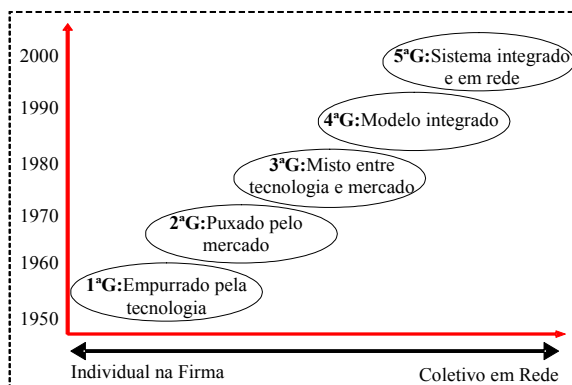 2000
5ªG:Sistema integrado
e em rede
1990
4ªG:Modelo integrado
1980
3ªG:Misto entre
tecnologia e mercado
1970
2ªG:Puxado pelo
mercado
1960
1ªG:Empurrado pela
tecnologia
1950
Individual na Firma
Coletivo em Rede